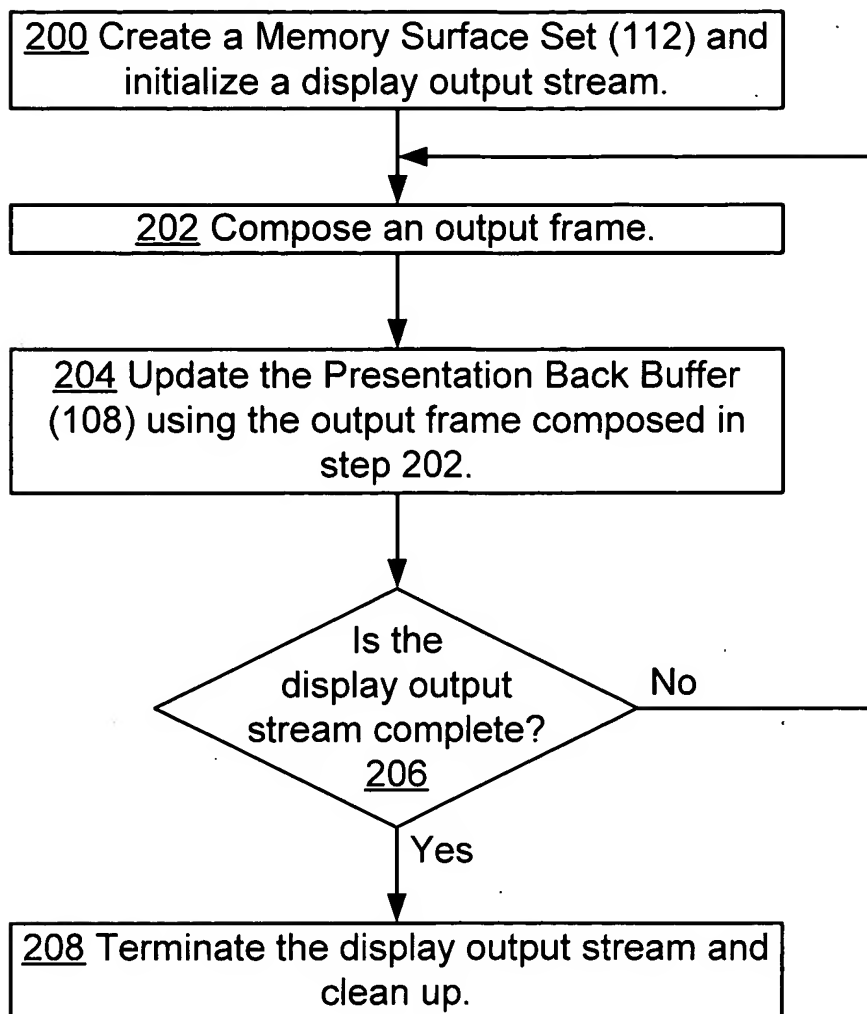 200 Create a Memory Surface Set (112) and
initialize a display output stream.
202 Compose an output frame.
204 Update the Presentation Back Buffer
(108) using the output frame composed in
step 202.
Is the
display output
stream complete?
206
No
Yes
208 Terminate the display output stream and
clean up.